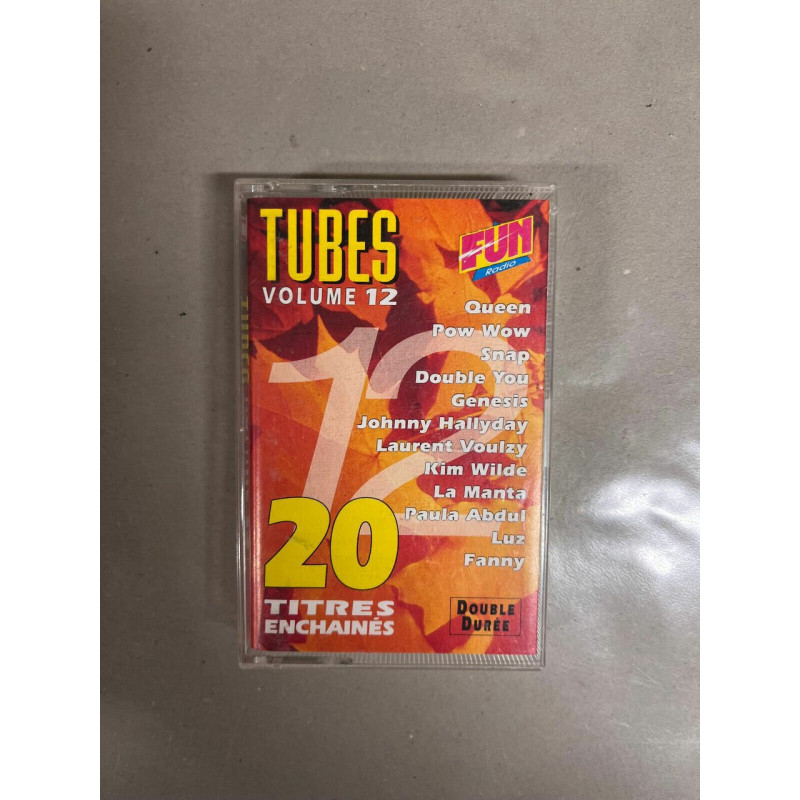 TUBES
VOLUME 12
FUN
Radio
12
Queen
Pow Wow
Snap
Double You
Genesis
Johnny Hallyday
Laurent Voulzy
Kim Wilde
La Manta
Paula Abdul
Luz
Fanny
20
TITRES
ENCHAINÉS
DOUBLE
DURÉE
TUBES